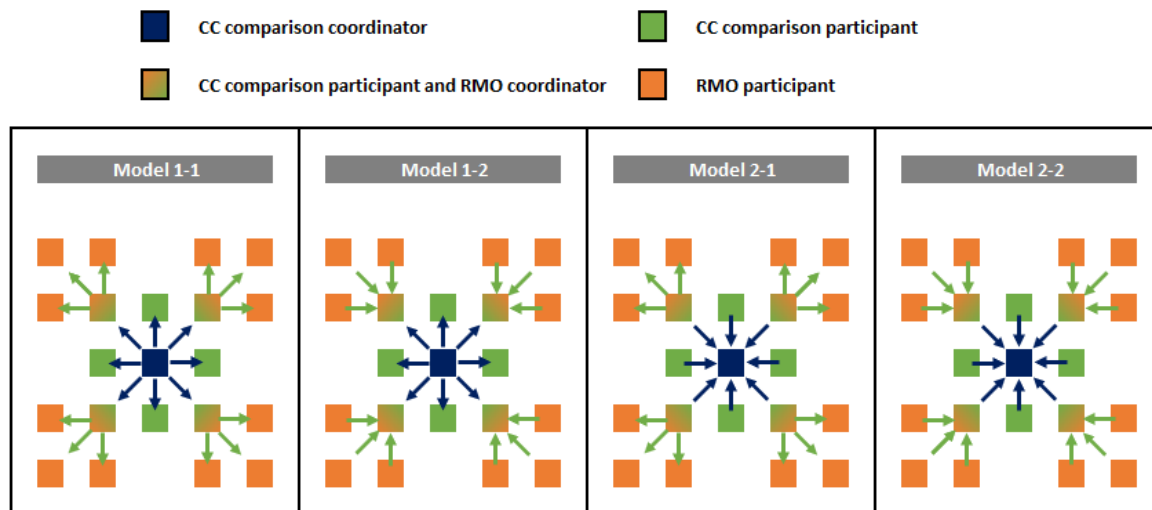 CC comparison coordinator
CC comparison participant
CC comparison participant and RMO coordinator
RMO participant
Model 1-1
Model 1-2
Model 2-1
Model 2-2